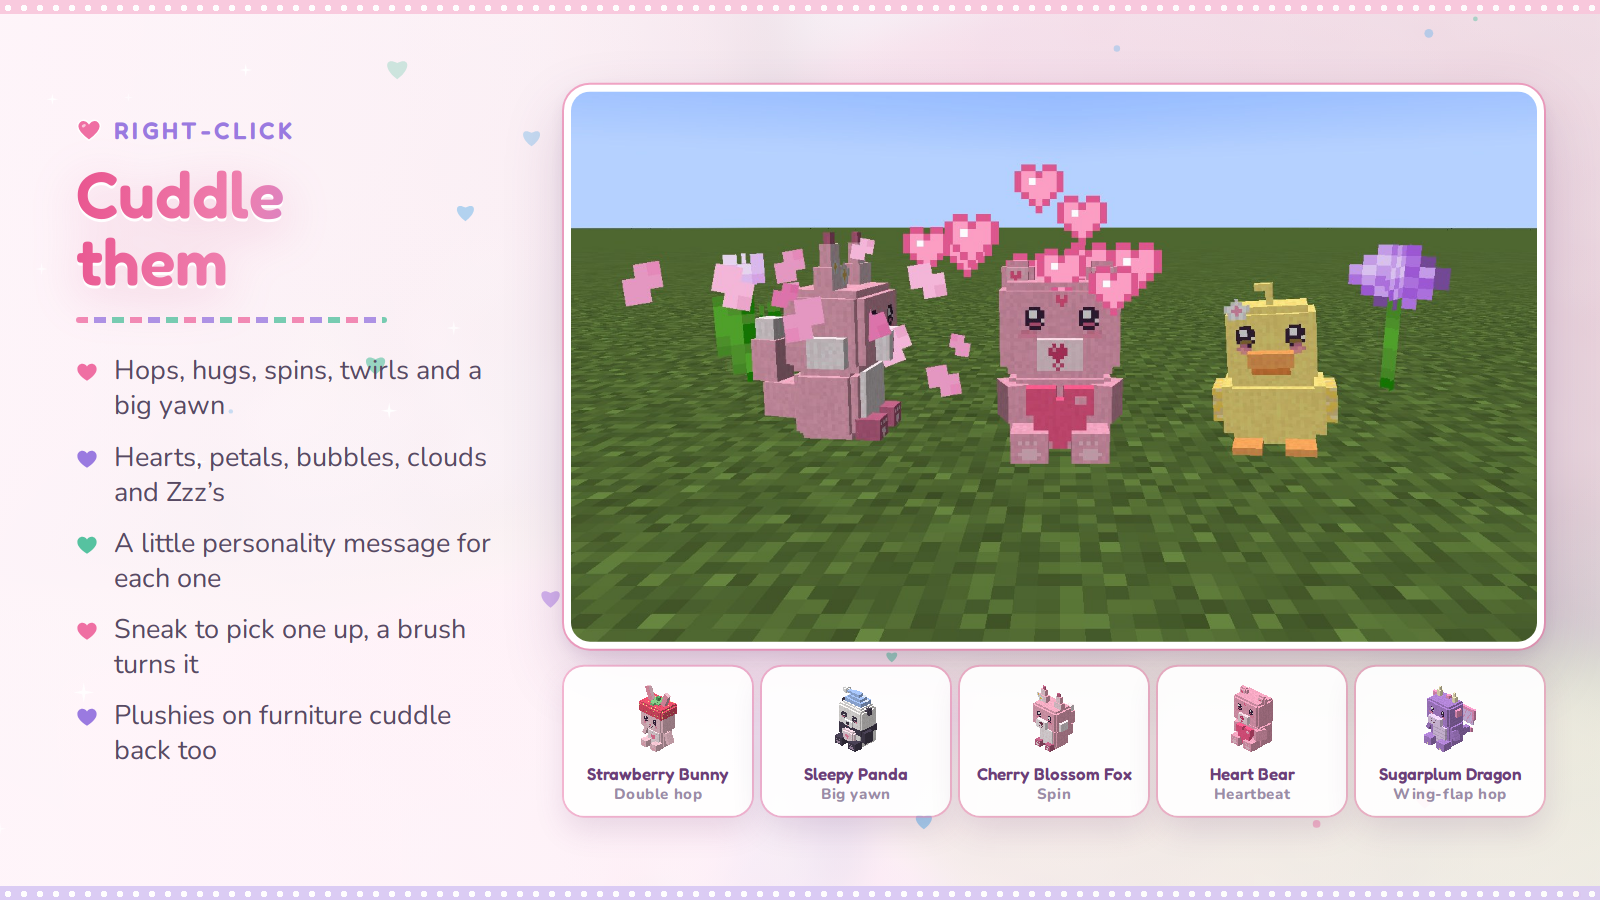 RIGHT-CLICK
Cuddle
them
Hops, hugs, spins, twirls and a
big yawn.
Hearts, petals, bubbles, clouds
and Zzz’s
A little personality message for
each one
Sneak to pick one up, a brush
turns it
Plushies on furniture cuddle
back too
Strawberry Bunny
Double hop
Sleepy Panda
Big yawn
Cherry Blossom Fox
Spin
Heart Bear
Heartbeat
Sugarplum Dragon
Wing-flap hop